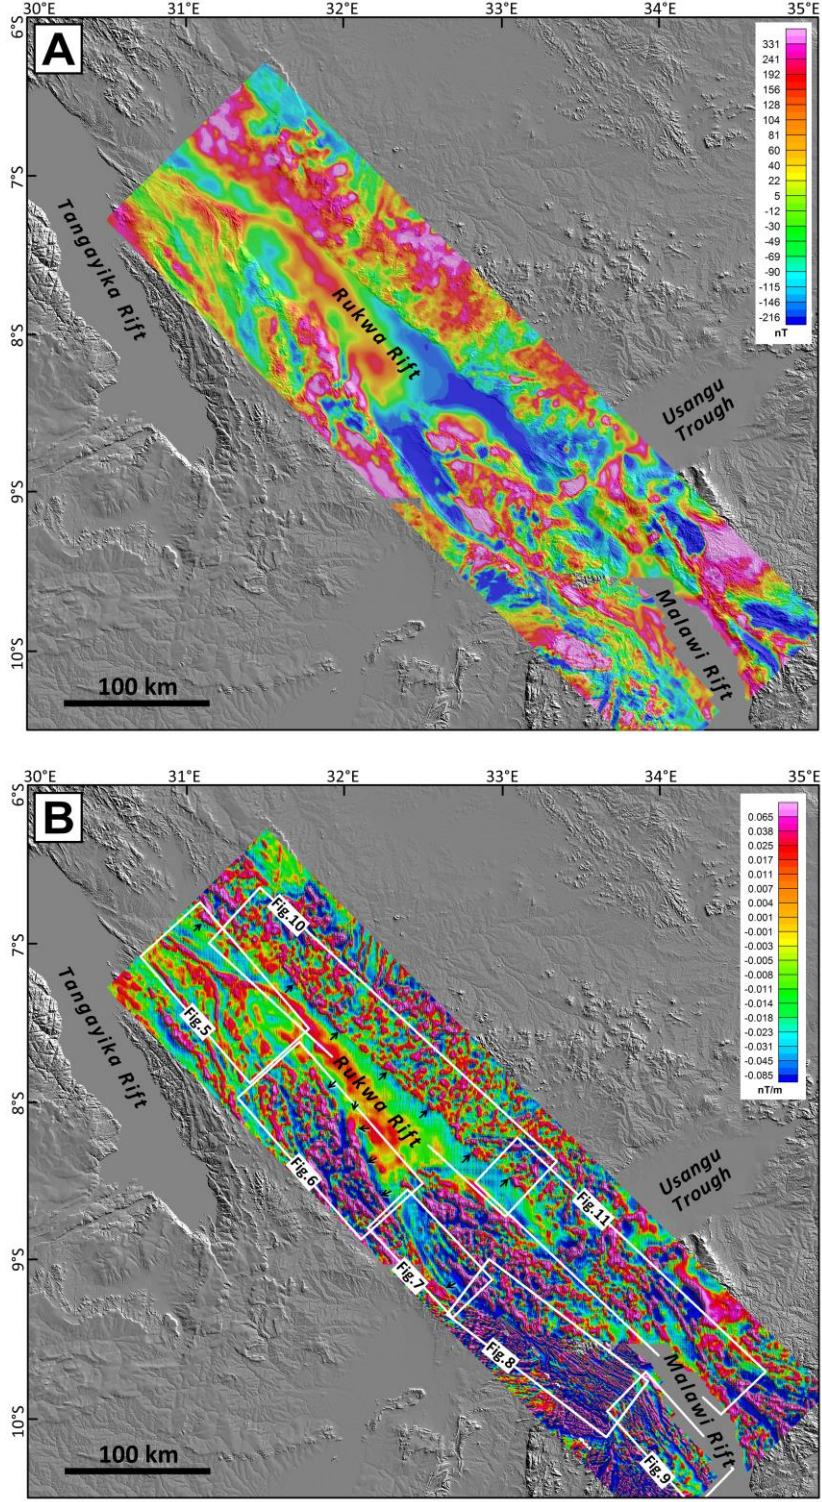 30°E 31°E 32°E 33°E 34°E 35°E
6°S
A
331
241
192
156
128
104
81
60
40
22
5
-12
-30
-49
-69
-90
-115
-146
-216
nT
7°S
Tangayika Rift
8°S
Rukwa Rift
Usangu
Trough
9°S
Malawi Rift
10°S
100 km
30°E 31°E 32°E 33°E 34°E 35°E
6°S
B
0.065
0.038
0.025
0.017
0.011
0.007
0.004
0.001
-0.001
-0.003
-0.005
-0.008
-0.011
-0.014
-0.018
-0.023
-0.031
-0.045
-0.085
nT/m
Fig.10
7°S
Tangayika Rift
Fig.5
Rukwa Rift
8°S
Fig.6
Usangu
Trough
Fig.11
9°S
Fig.7
Fig.8
Malawi Rift
10°S
Fig.9
100 km